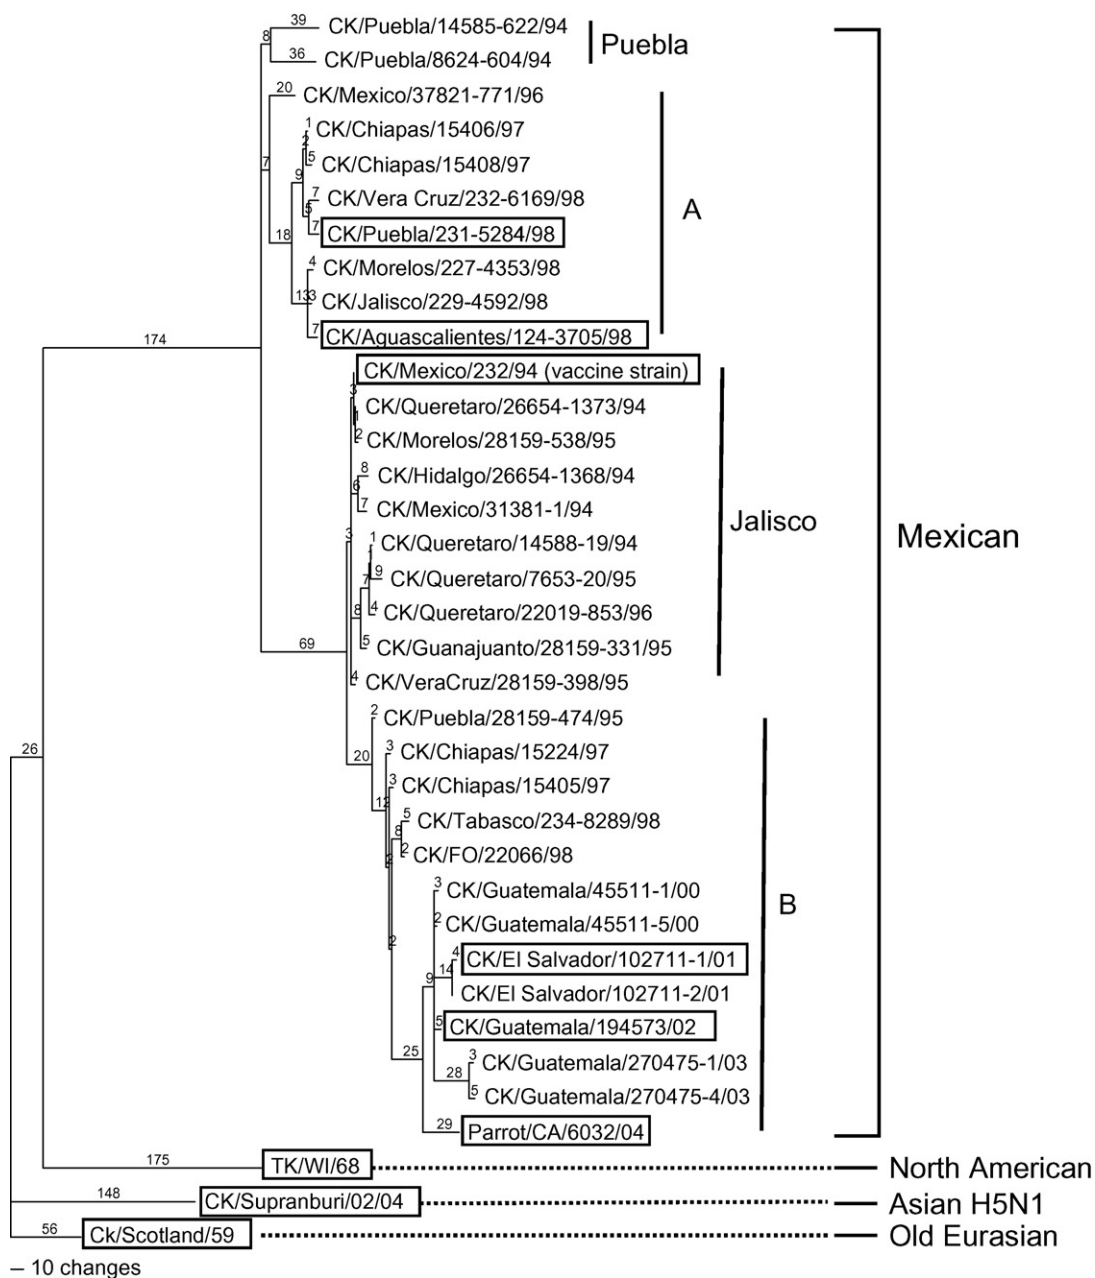 39 CK/Puebla/14585-622/94
8
36 CK/Puebla/8624-604/94
Puebla
20 CK/Mexico/37821-771/96
1 CK/Chiapas/15406/97
2
5 CK/Chiapas/15408/97
7
9
7 CK/Vera Cruz/232-6169/98
5
7 CK/Puebla/231-5284/98
A
18
4 CK/Morelos/227-4353/98
13 3 CK/Jalisco/229-4592/98
7 CK/Aguascalientes/124-3705/98
174
CK/Mexico/232/94 (vaccine strain)
3
CK/Queretaro/26654-1373/94
1
2 CK/Morelos/28159-538/95
8 CK/Hidalgo/26654-1368/94
6
7 CK/Mexico/31381-1/94
Jalisco
Mexican
3
1 CK/Queretaro/14588-19/94
1
7
9 CK/Queretaro/7653-20/95
8
4 CK/Queretaro/22019-853/96
69
5 CK/Guanajuanto/28159-331/95
4 CK/VeraCruz/28159-398/95
2 CK/Puebla/28159-474/95
26
20
3 CK/Chiapas/15224/97
3 CK/Chiapas/15405/97
12
5 CK/Tabasco/234-8289/98
8
2 CK/FO/22066/98
3 CK/Guatemala/45511-1/00
B
2 CK/Guatemala/45511-5/00
2
4 CK/El Salvador/102711-1/01
9
14
CK/El Salvador/102711-2/01
5 CK/Guatemala/194573/02
25
3 CK/Guatemala/270475-1/03
28
5 CK/Guatemala/270475-4/03
29 Parrot/CA/6032/04
175 TK/WI/68 North American
148 CK/Supranburi/02/04 Asian H5N1
56 Ck/Scotland/59 Old Eurasian
– 10 changes